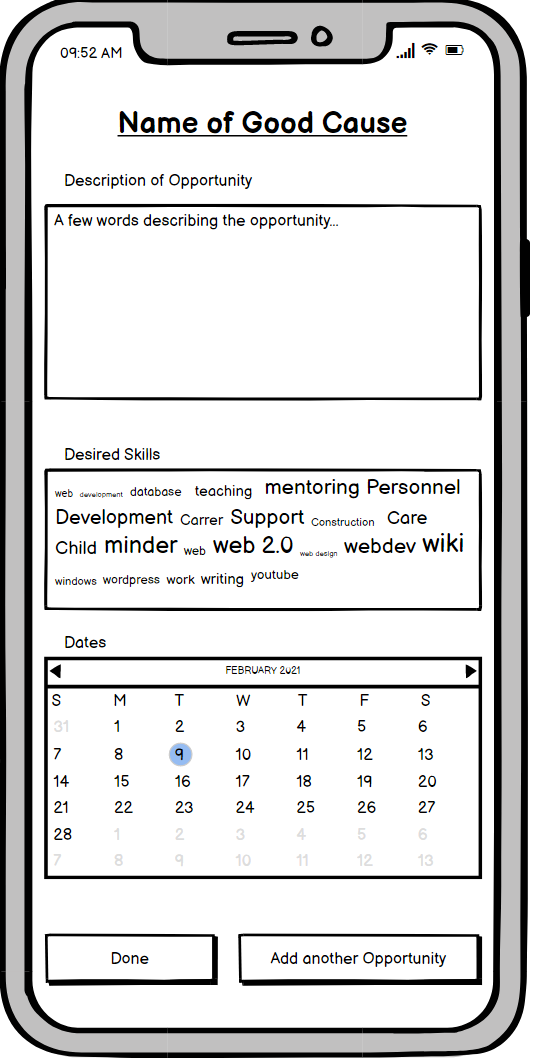 09:52 AM
Name of Good Cause
Description of Opportunity
A few words describing the opportunity...
Desired Skills
web development database teaching mentoring Personnel
Development Carrer Support Construction Care
Child minder web web 2.0 web design webdev wiki
windows wordpress work writing youtube
Dates
FEBRUARY 2021
S M T W T F S
31 1 2 3 4 5 6
7 8 9 10 11 12 13
14 15 16 17 18 19 20
21 22 23 24 25 26 27
28 1 2 3 4 5 6
7 8 9 10 11 12 13
Done Add another Opportunity